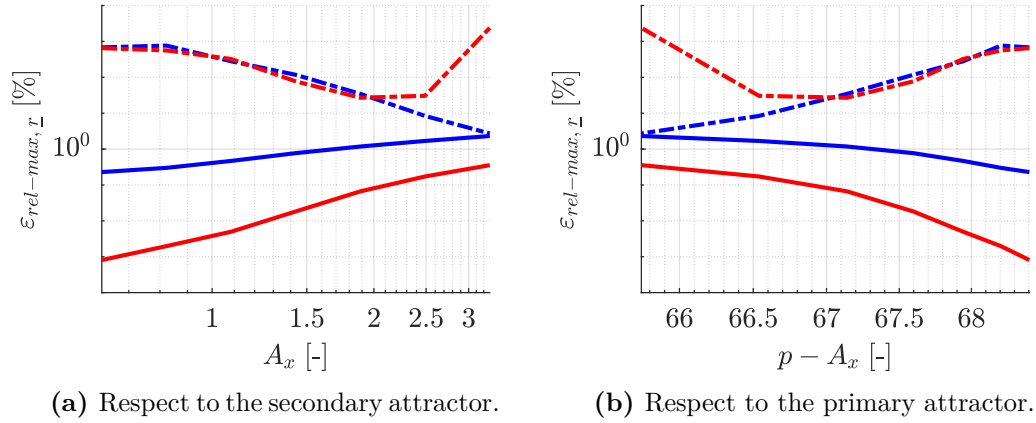 ε_{rel−max, r} [%]
10^0
1 1.5 2 2.5 3
A_x [-]
(a) Respect to the secondary attractor.
ε_{rel−max, r} [%]
10^0
66 66.5 67 67.5 68
p − A_x [-]
(b) Respect to the primary attractor.